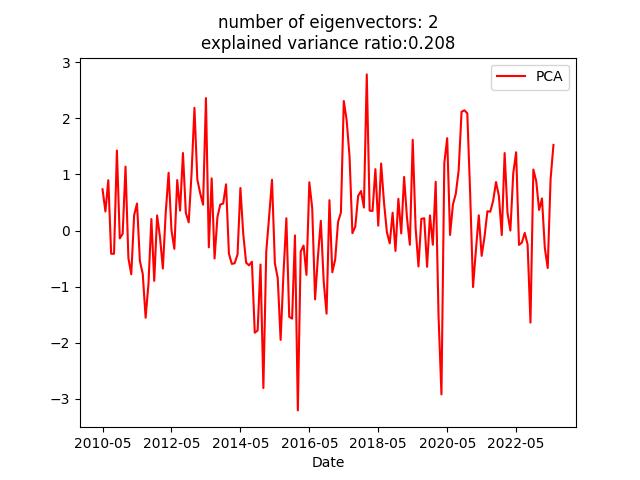 number of eigenvectors: 2
explained variance ratio:0.208
PCA
3
2
1
0
−1
−2
−3
2010-05 2012-05 2014-05 2016-05 2018-05 2020-05 2022-05
Date